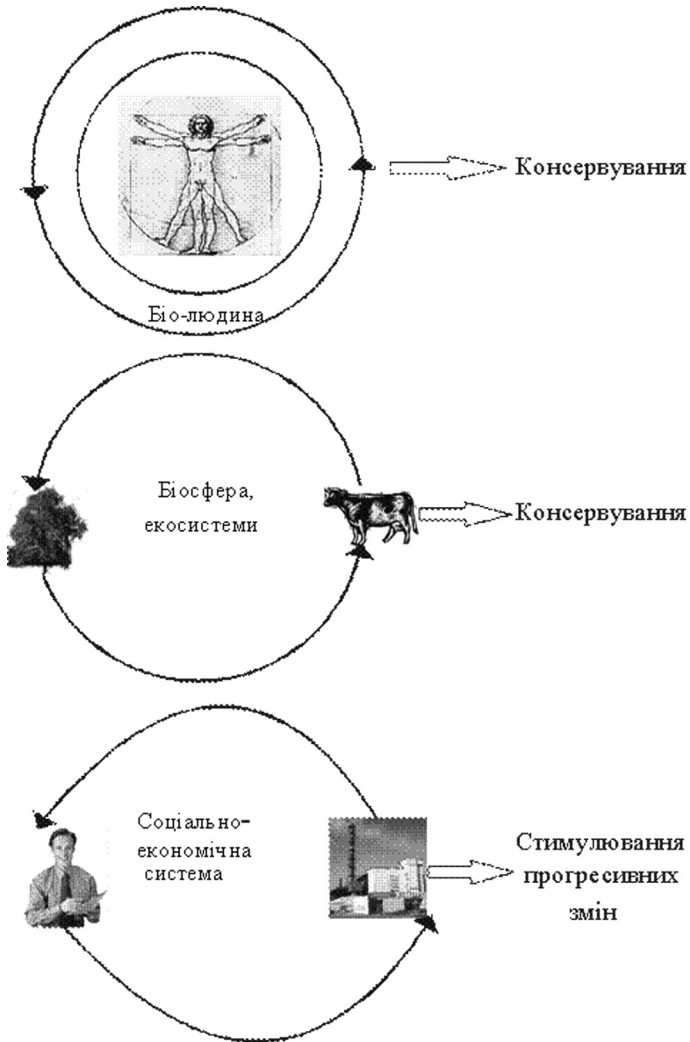 Консервування
Біо-людина
Біосфера,
екосистеми
Консервування
Соціально-
економічна
система
Стимулювання
прогресивних
змін